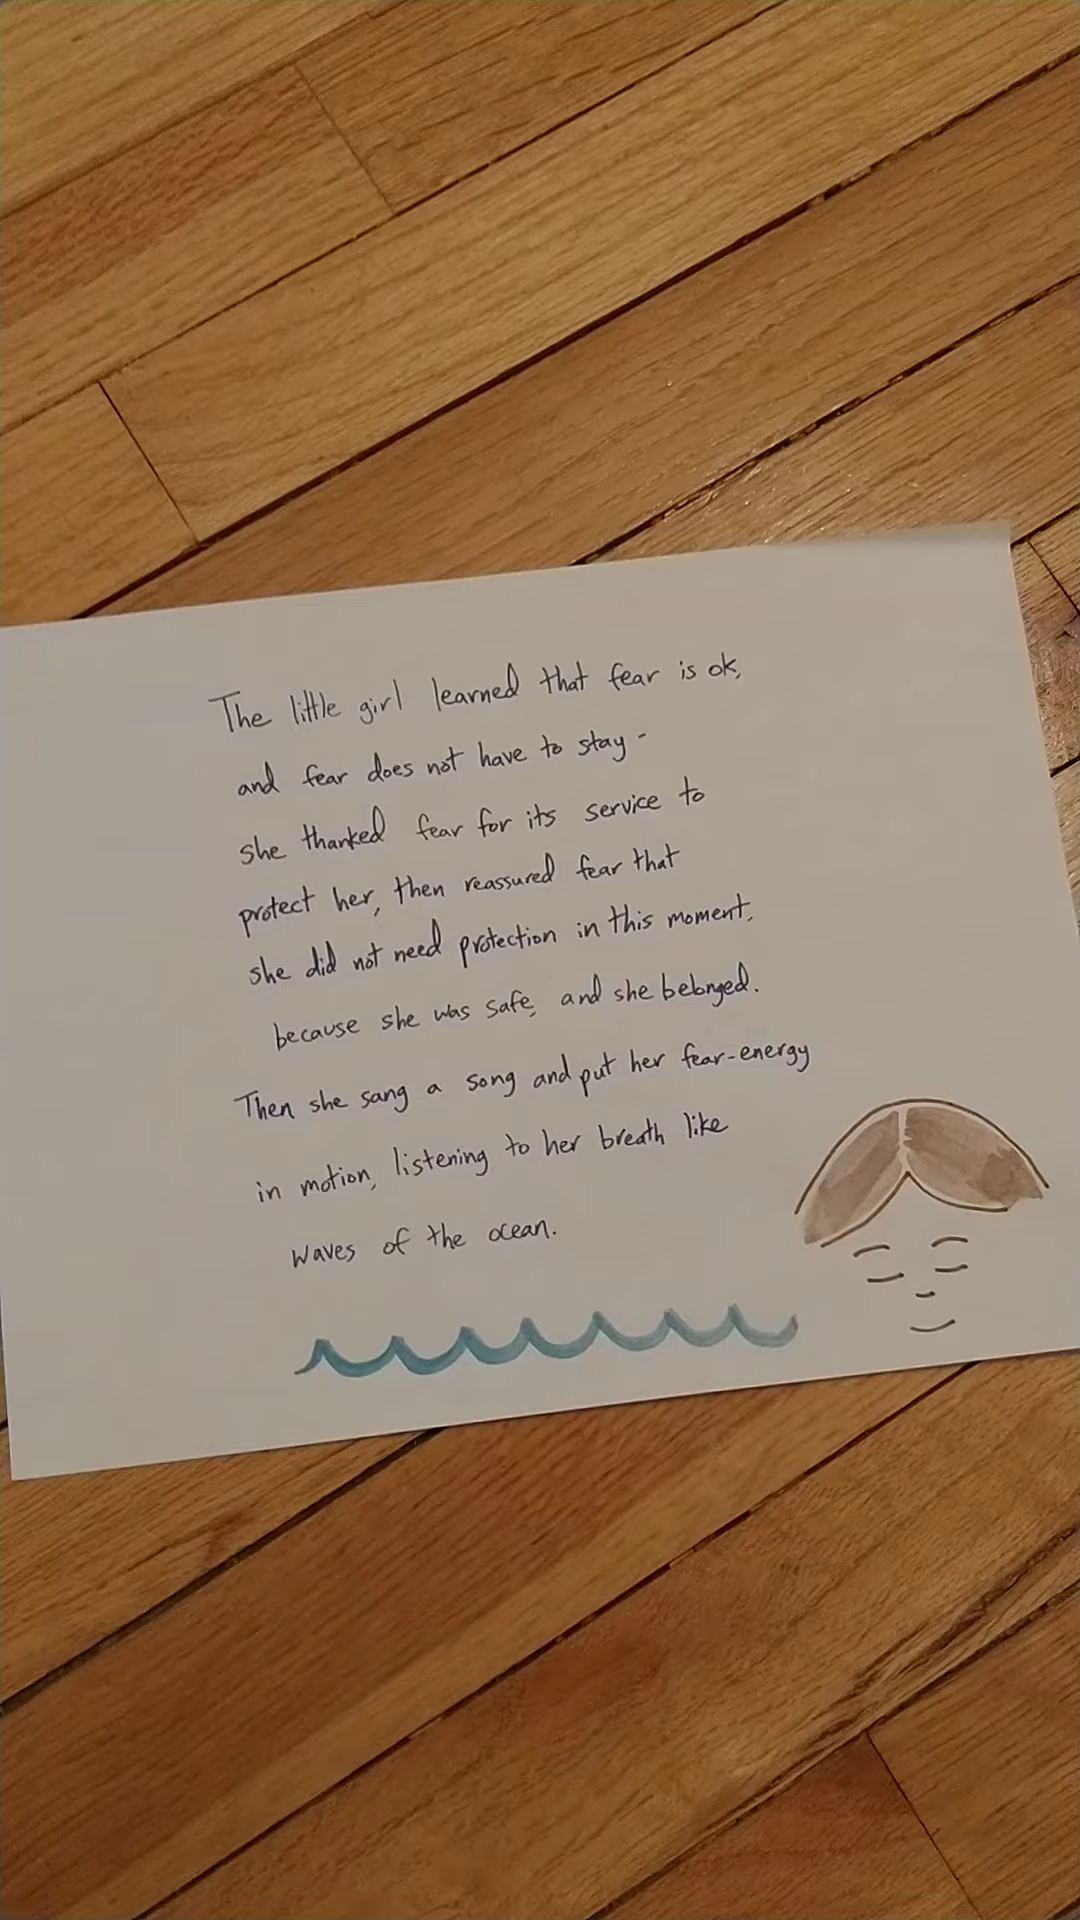 The little girl learned that fear is ok,
and fear does not have to stay -
she thanked fear for its service to
protect her, then reassured fear that
she did not need protection in this moment,
because she was safe, and she belonged.
Then she sang a song and put her fear-energy
in motion, listening to her breath like
waves of the ocean.